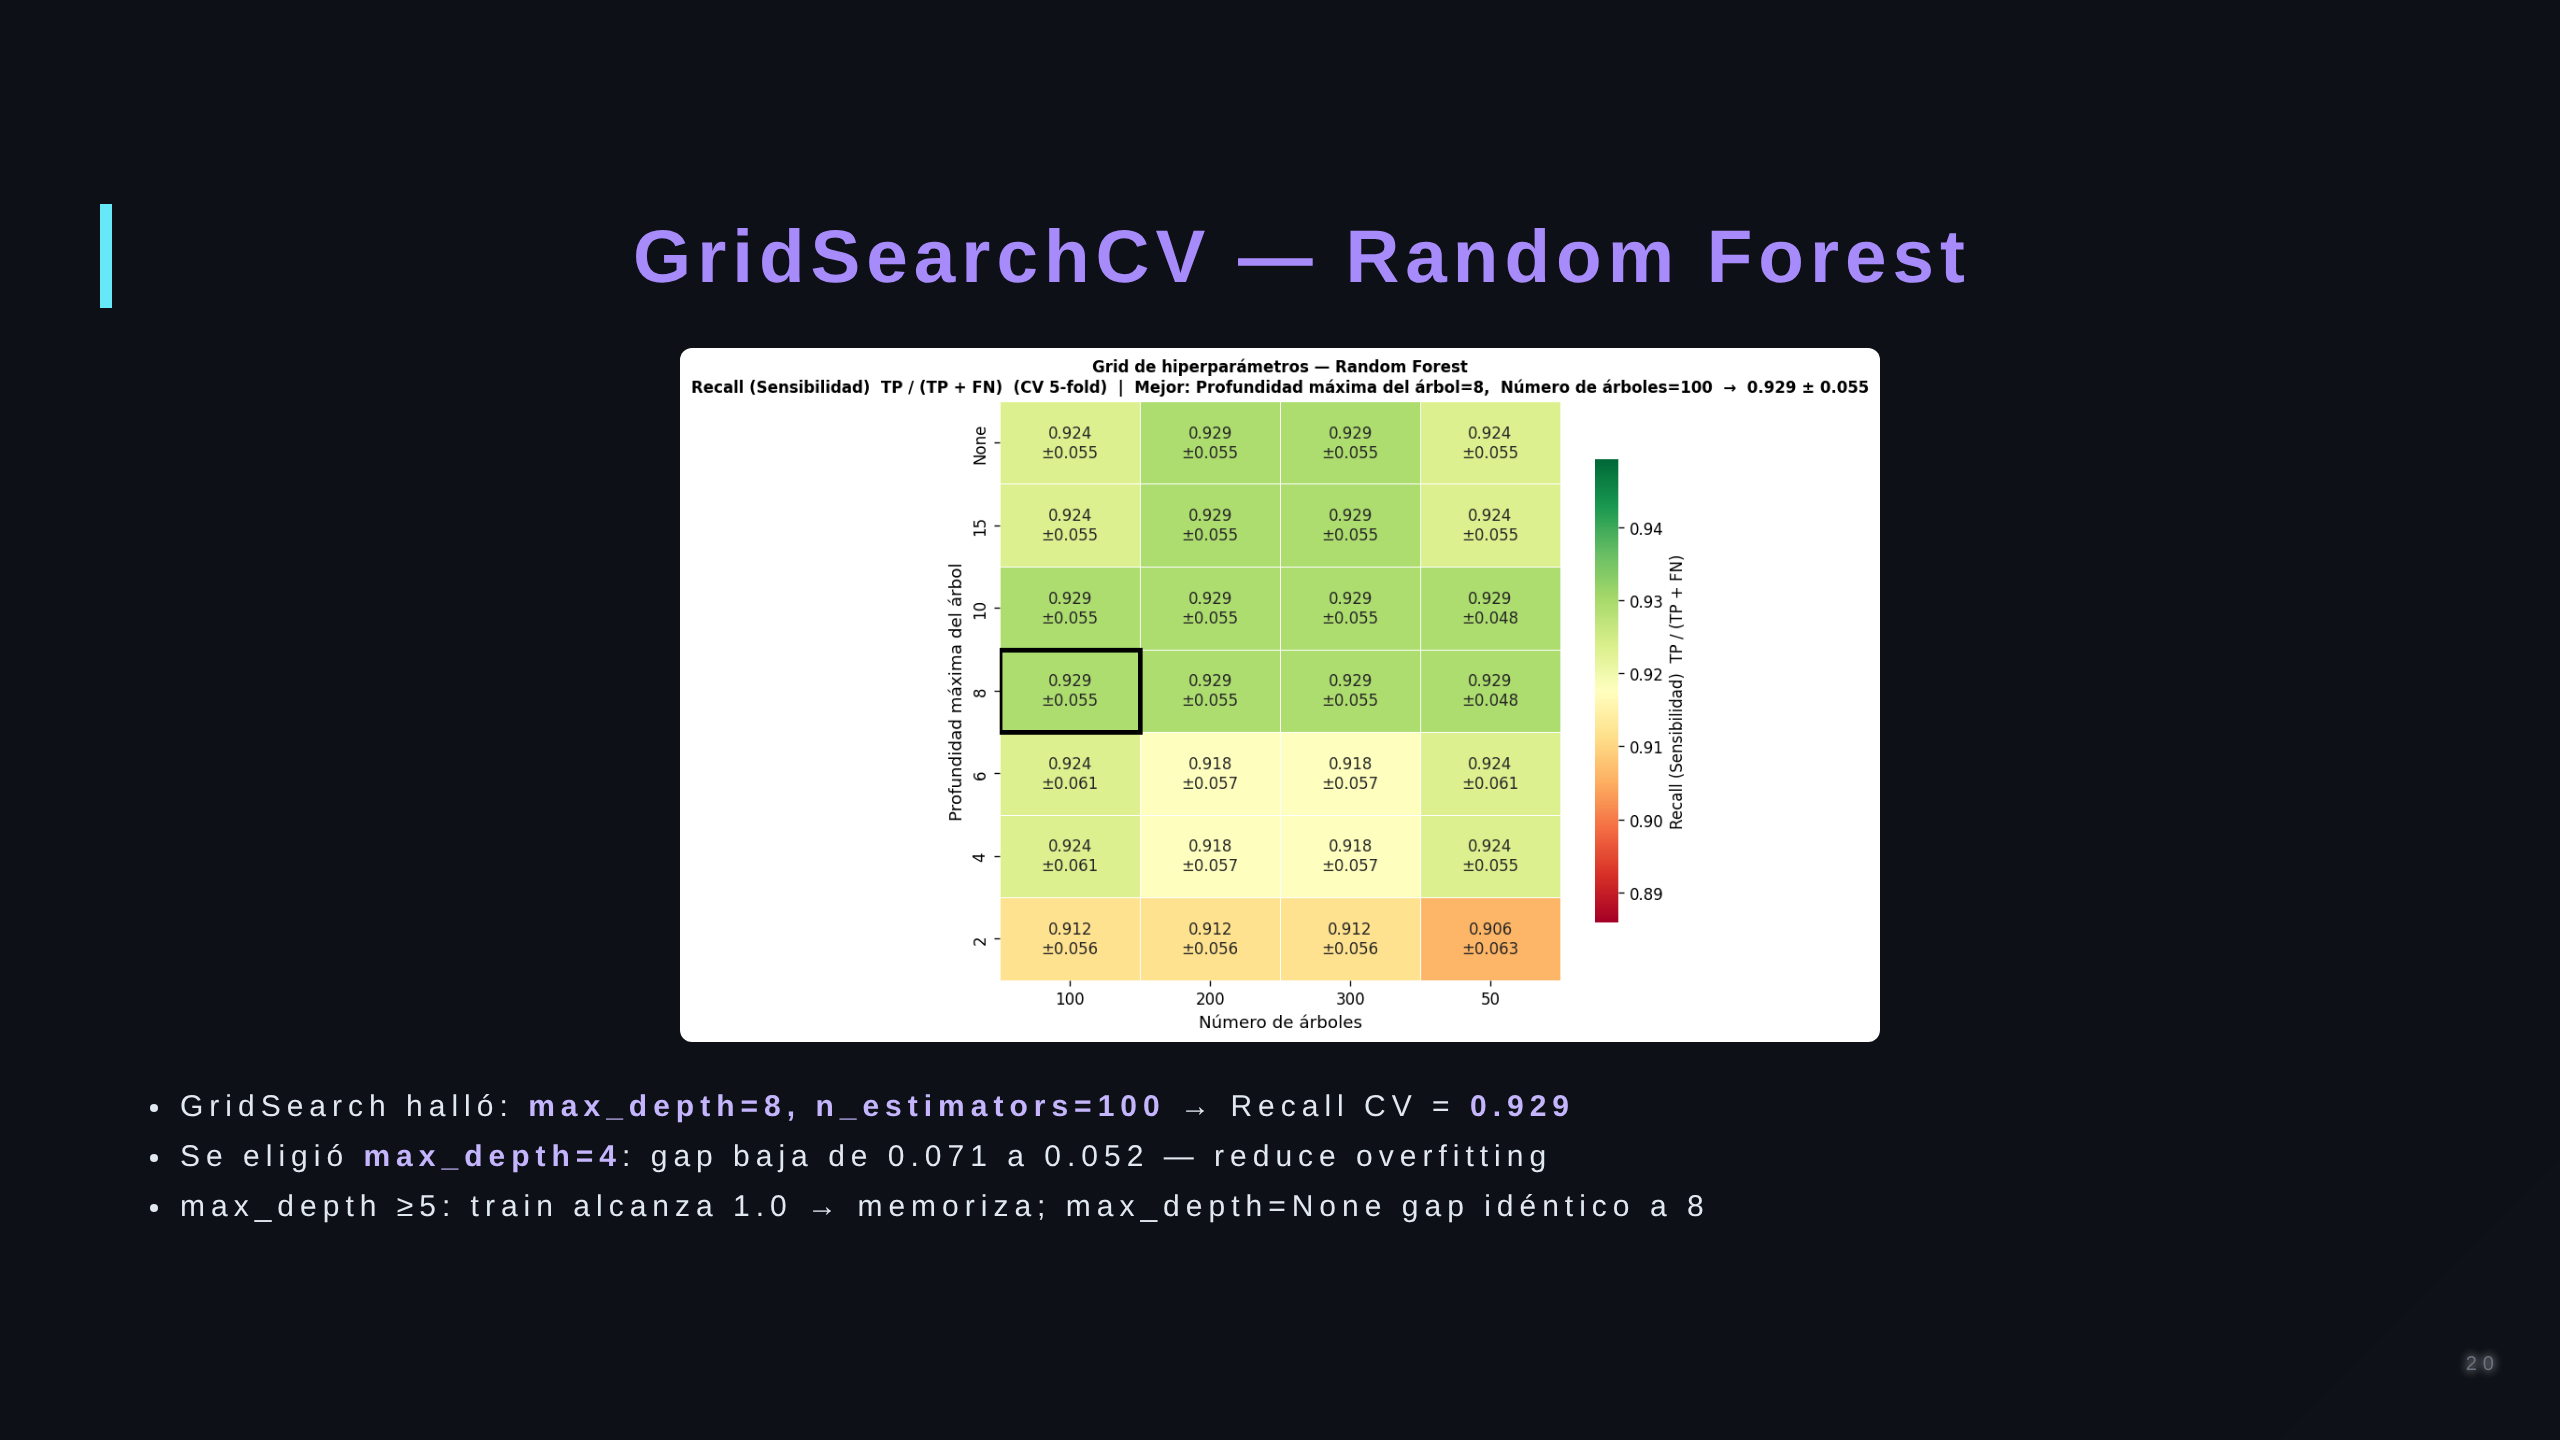 GridSearchCV — Random Forest
Grid de hiperparámetros — Random Forest
Recall (Sensibilidad)  TP / (TP + FN)  (CV 5-fold)  |  Mejor: Profundidad máxima del árbol=8,  Número de árboles=100  →  0.929 ± 0.055
Profundidad máxima del árbol
None
0.924 0.929 0.929 0.924
±0.055 ±0.055 ±0.055 ±0.055
15
0.924 0.929 0.929 0.924
±0.055 ±0.055 ±0.055 ±0.055
10
0.929 0.929 0.929 0.929
±0.055 ±0.055 ±0.055 ±0.048
8
0.929 0.929 0.929 0.929
±0.055 ±0.055 ±0.055 ±0.048
6
0.924 0.918 0.918 0.924
±0.061 ±0.057 ±0.057 ±0.061
4
0.924 0.918 0.918 0.924
±0.061 ±0.057 ±0.057 ±0.055
2
0.912 0.912 0.912 0.906
±0.056 ±0.056 ±0.056 ±0.063
100 200 300 50
Número de árboles
0.94
0.93
0.92
0.91
0.90
0.89
Recall (Sensibilidad)  TP / (TP + FN)
• GridSearch halló: max_depth=8, n_estimators=100 → Recall CV = 0.929
• Se eligió max_depth=4: gap baja de 0.071 a 0.052 — reduce overfitting
• max_depth ≥5: train alcanza 1.0 → memoriza; max_depth=None gap idéntico a 8
20